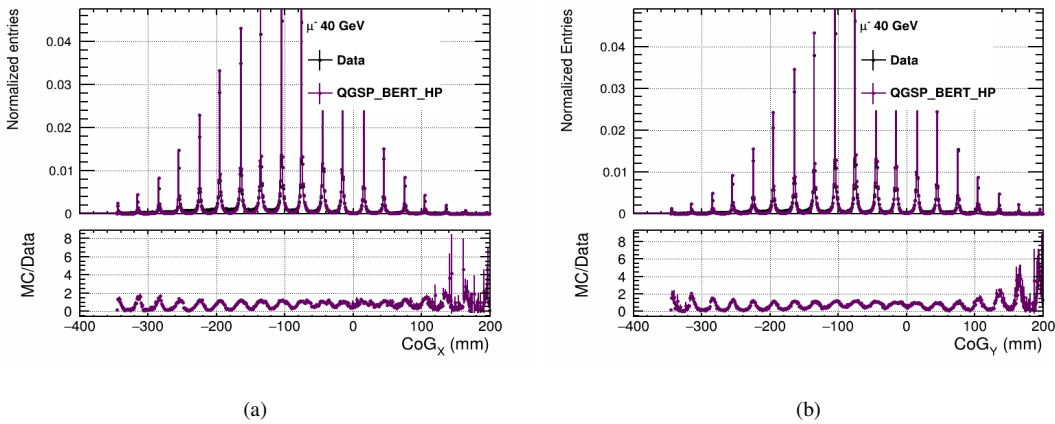 μ⁻ 40 GeV
Data
QGSP_BERT_HP
Normalized entries
0.04
0.03
0.02
0.01
0
MC/Data
8
6
4
2
0
−400 −300 −200 −100 0 100 200
CoG_X (mm)
(a)
μ⁻ 40 GeV
Data
QGSP_BERT_HP
Normalized Entries
0.04
0.03
0.02
0.01
0
MC/Data
8
6
4
2
0
−400 −300 −200 −100 0 100 200
CoG_Y (mm)
(b)